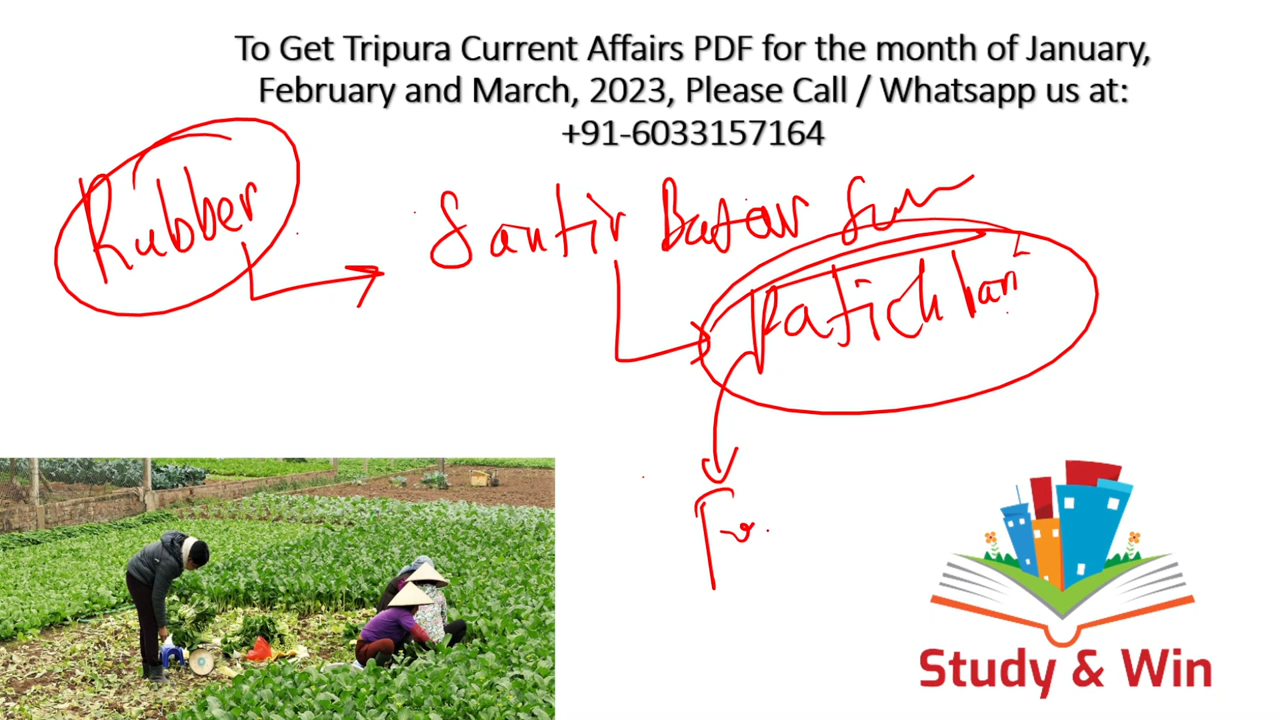 To Get Tripura Current Affairs PDF for the month of January,
February and March, 2023, Please Call / Whatsapp us at:
+91-6033157164
Rubber
Santir Bazar
Study & Win